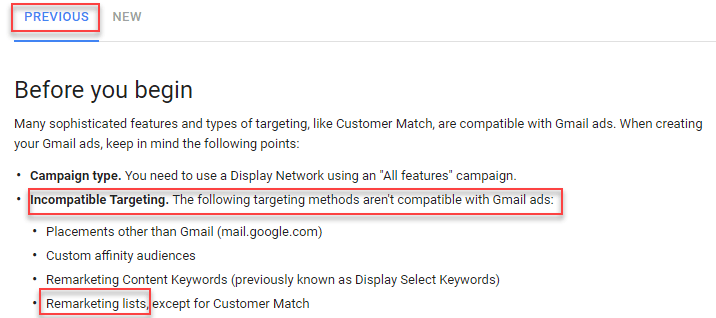 PREVIOUS NEW
Before you begin
Many sophisticated features and types of targeting, like Customer Match, are compatible with Gmail ads. When creating
your Gmail ads, keep in mind the following points:
• Campaign type. You need to use a Display Network using an "All features" campaign.
• Incompatible Targeting. The following targeting methods aren't compatible with Gmail ads:
• Placements other than Gmail (mail.google.com)
• Custom affinity audiences
• Remarketing Content Keywords (previously known as Display Select Keywords)
• Remarketing lists, except for Customer Match